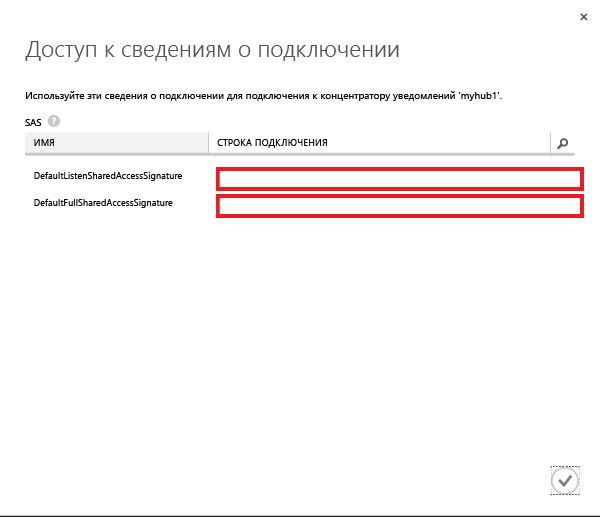 Доступ к сведениям о подключении
Используйте эти сведения о подключении для подключения к концентратору уведомлений 'myhub1'.
SAS ?
ИМЯ СТРОКА ПОДКЛЮЧЕНИЯ
DefaultListenSharedAccessSignature
DefaultFullSharedAccessSignature